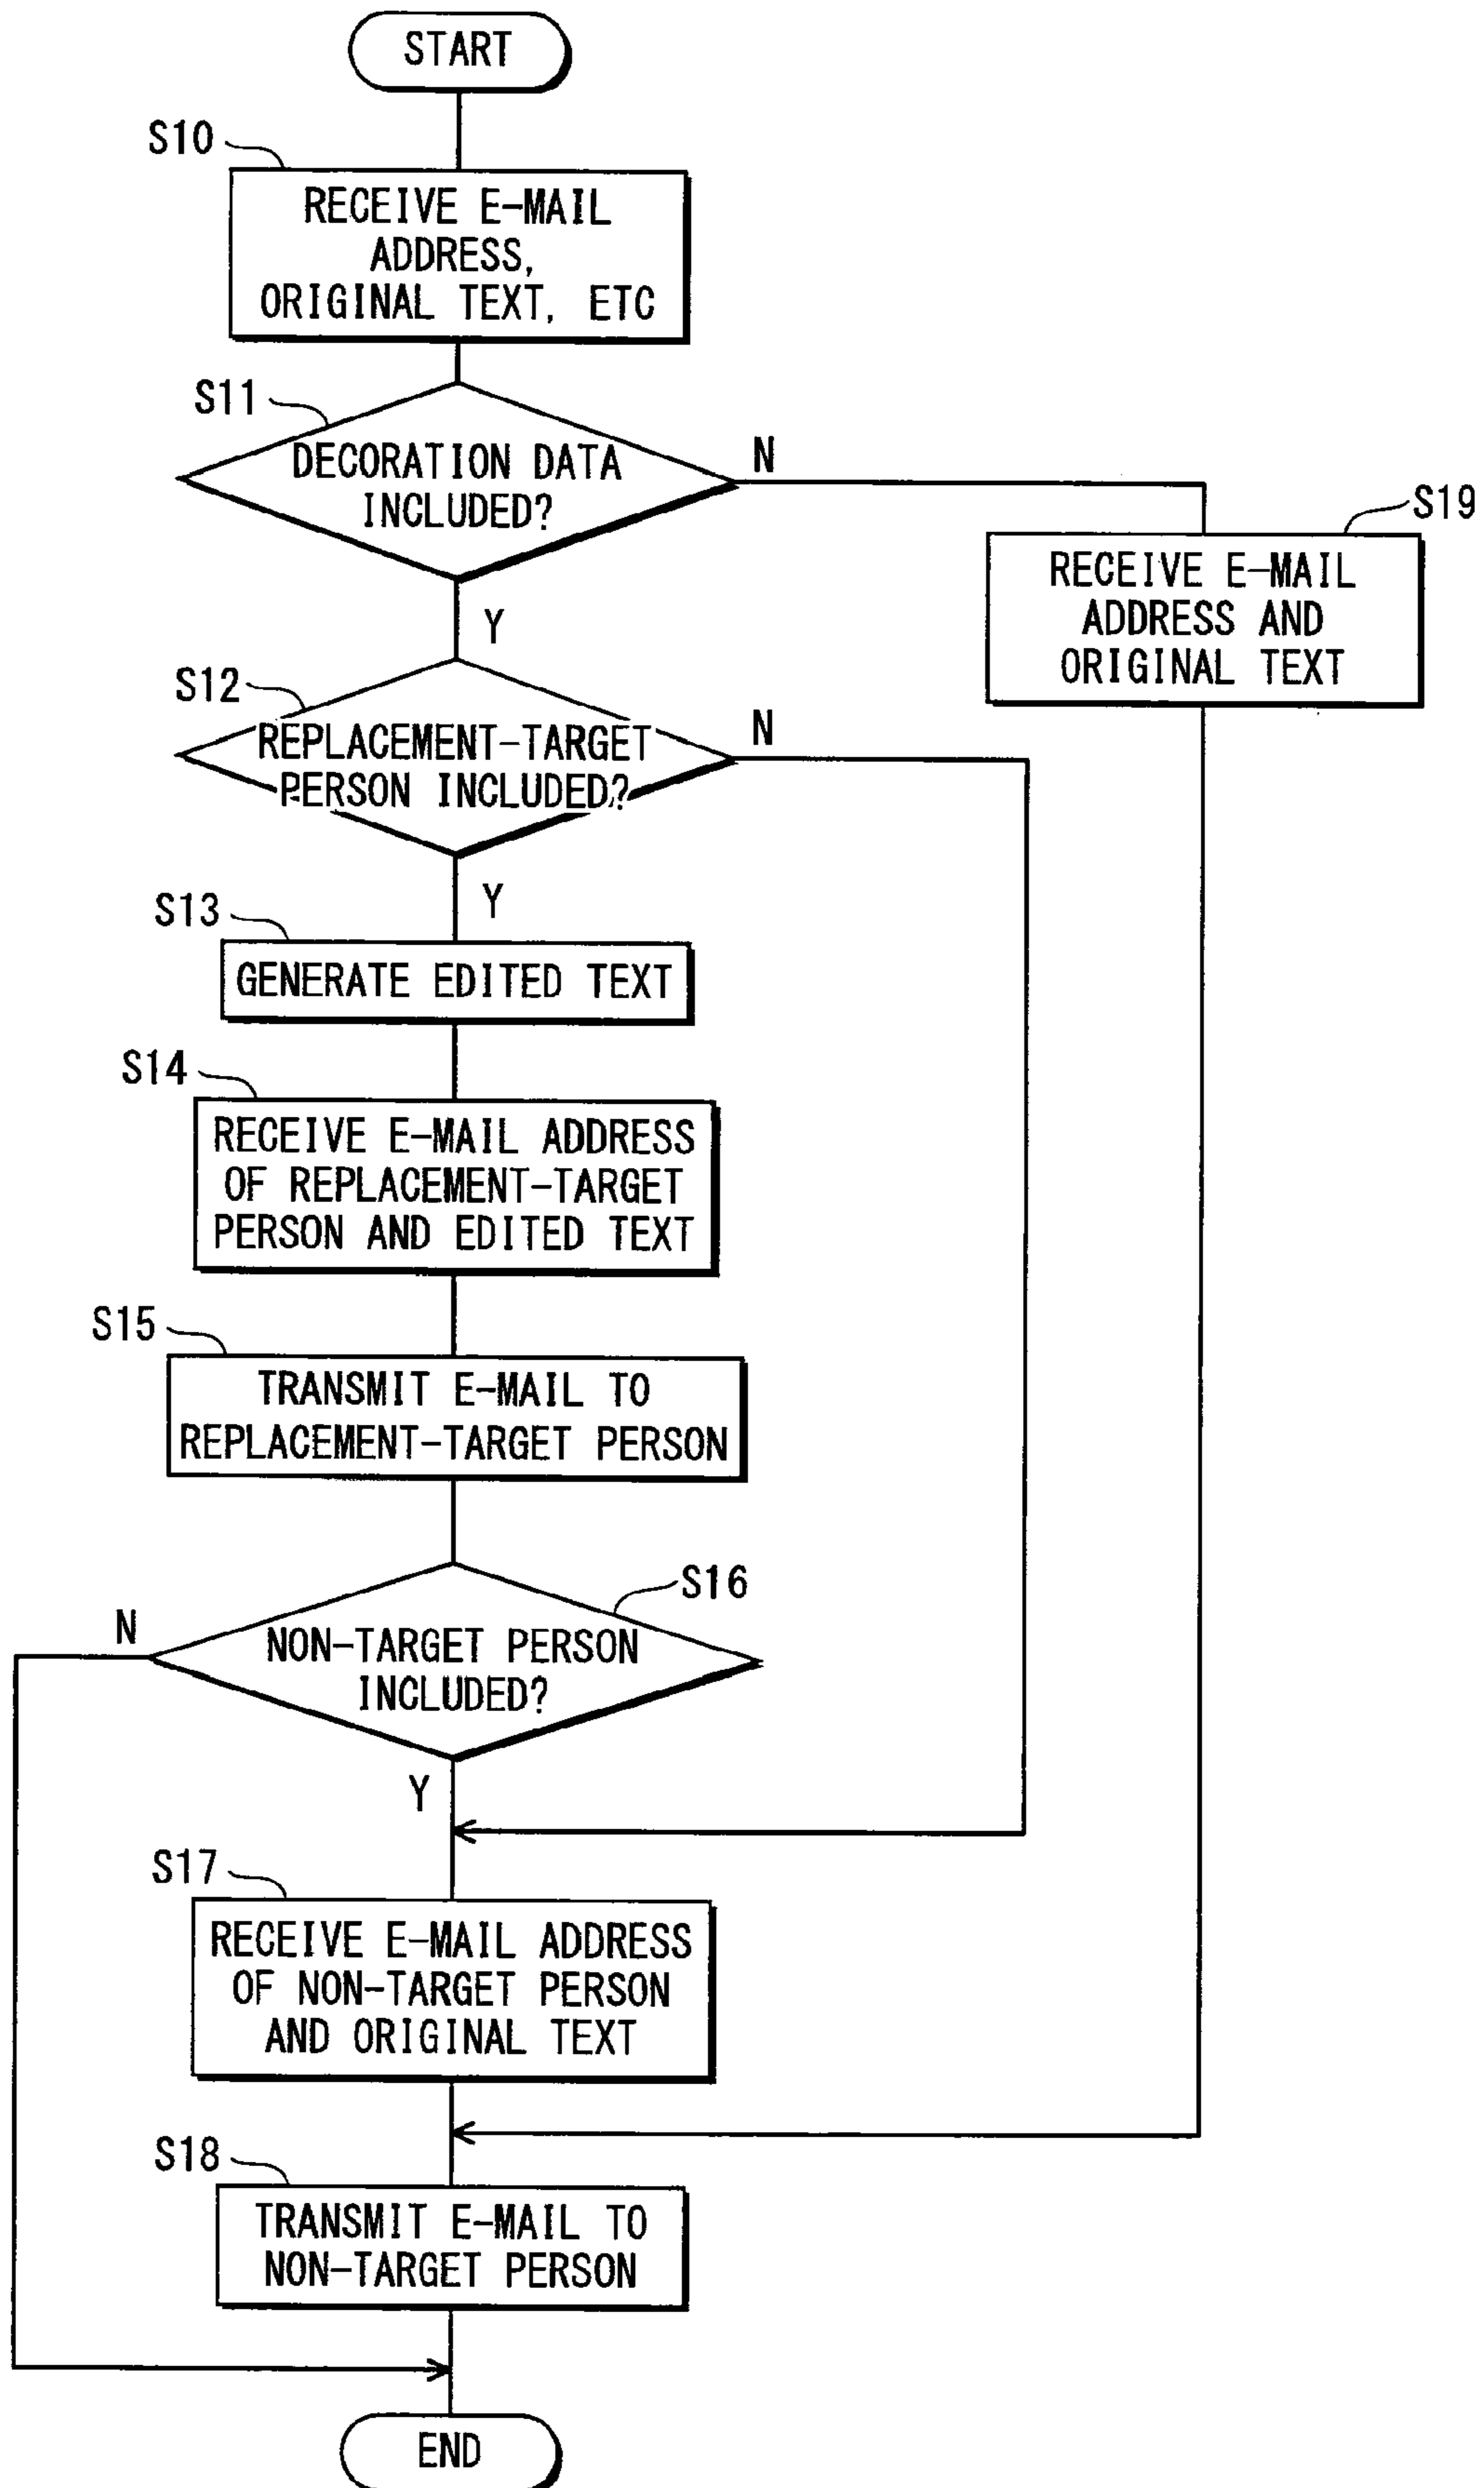 START
S10
RECEIVE E-MAIL
ADDRESS,
ORIGINAL TEXT, ETC
S11
DECORATION DATA
INCLUDED?
N
Y
S19
RECEIVE E-MAIL
ADDRESS AND
ORIGINAL TEXT
S12
REPLACEMENT-TARGET
PERSON INCLUDED?
N
Y
S13
GENERATE EDITED TEXT
S14
RECEIVE E-MAIL ADDRESS
OF REPLACEMENT-TARGET
PERSON AND EDITED TEXT
S15
TRANSMIT E-MAIL TO
REPLACEMENT-TARGET PERSON
S16
N
NON-TARGET PERSON
INCLUDED?
Y
S17
RECEIVE E-MAIL ADDRESS
OF NON-TARGET PERSON
AND ORIGINAL TEXT
S18
TRANSMIT E-MAIL TO
NON-TARGET PERSON
END